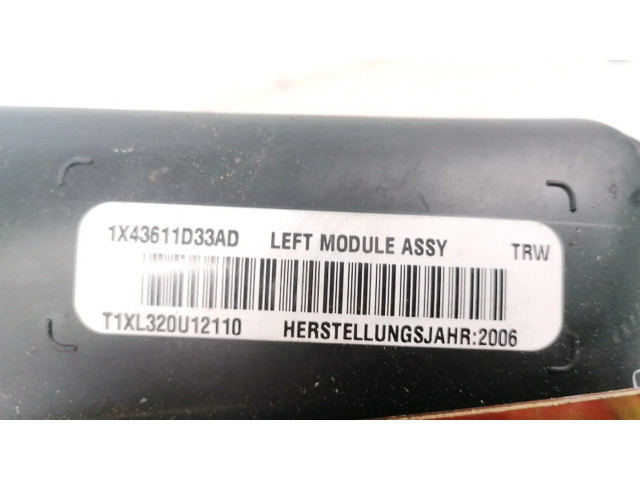 1X43611D33AD LEFT MODULE ASSY TRW
T1XL320U12110 HERSTELLUNGSJAHR:2006